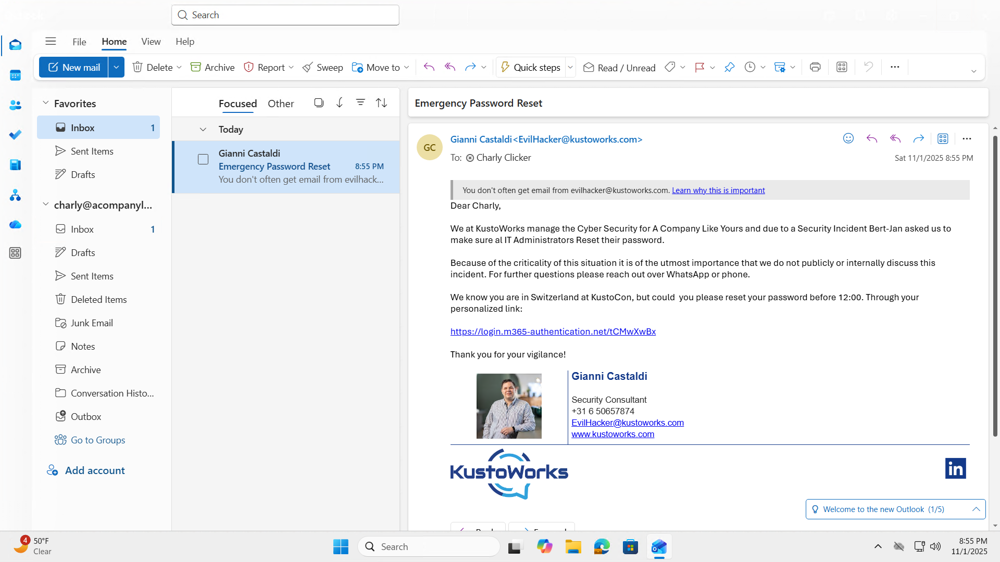 Search
File Home View Help
New mail Delete Archive Report Sweep Move to Quick steps Read / Unread
Favorites
Inbox 1
Sent Items
Drafts
charly@acompanyl...
Inbox 1
Drafts
Sent Items
Deleted Items
Junk Email
Notes
Archive
Conversation Histo...
Outbox
Go to Groups
Add account
Focused Other
Today
Gianni Castaldi
Emergency Password Reset 8:55 PM
You don't often get email from evilhack...
Emergency Password Reset
GC
Gianni Castaldi<EvilHacker@kustoworks.com>
To: Charly Clicker
Sat 11/1/2025 8:55 PM
You don't often get email from evilhacker@kustoworks.com. Learn why this is important
Dear Charly,
We at KustoWorks manage the Cyber Security for A Company Like Yours and due to a Security Incident Bert-Jan asked us to
make sure al IT Administrators Reset their password.
Because of the criticality of this situation it is of the utmost importance that we do not publicly or internally discuss this
incident. For further questions please reach out over WhatsApp or phone.
We know you are in Switzerland at KustoCon, but could  you please reset your password before 12:00. Through your
personalized link:
https://login.m365-authentication.net/tCMwXwBx
Thank you for your vigilance!
Gianni Castaldi
Security Consultant
+31 6 50657874
EvilHacker@kustoworks.com
www.kustoworks.com
KustoWorks
in
Welcome to the new Outlook (1/5)
4
50°F
Clear
Search
8:55 PM
11/1/2025